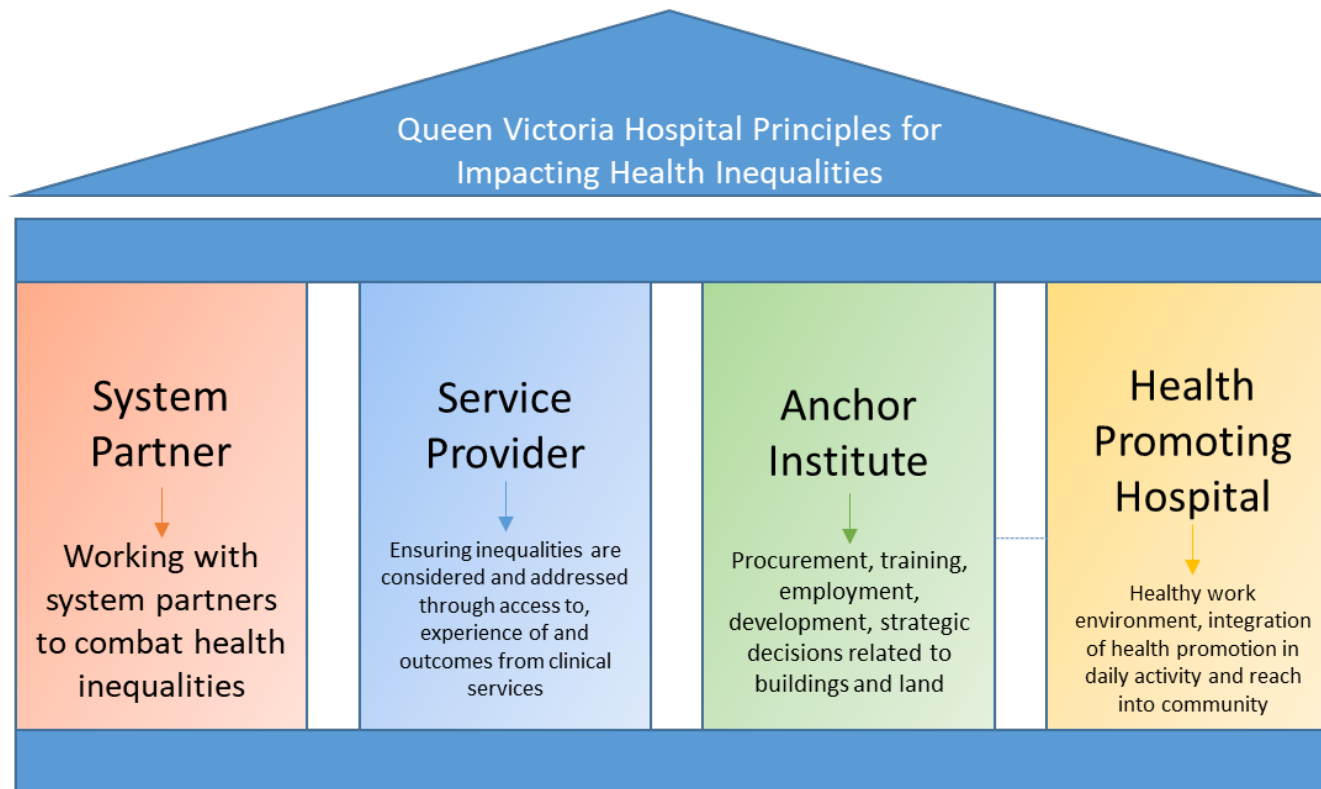 Queen Victoria Hospital Principles for
Impacting Health Inequalities
System
Partner
Working with
system partners
to combat health
inequalities
Service
Provider
Ensuring inequalities are
considered and addressed
through access to,
experience of and
outcomes from clinical
services
Anchor
Institute
Procurement, training,
employment,
development, strategic
decisions related to
buildings and land
Health
Promoting
Hospital
Healthy work
environment, integration
of health promotion in
daily activity and reach
into community